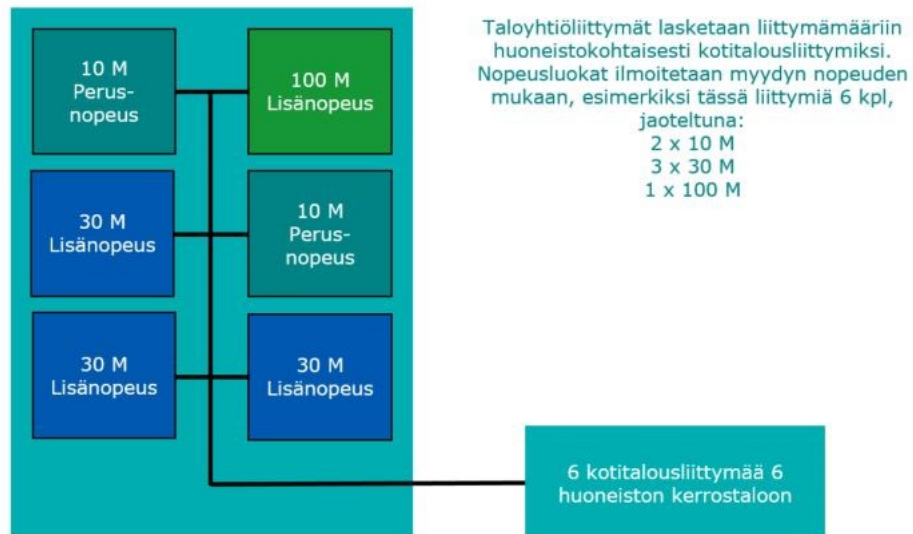 10 M
Perus-
nopeus
100 M
Lisänopeus
30 M
Lisänopeus
10 M
Perus-
nopeus
30 M
Lisänopeus
30 M
Lisänopeus
Taloyhtiöliittymät lasketaan liittymämääriin
huoneistokohtaisesti kotitalousliittymiksi.
Nopeusluokat ilmoitetaan myydyn nopeuden
mukaan, esimerkiksi tässä liittymiä 6 kpl,
jaoteltuna:
2 x 10 M
3 x 30 M
1 x 100 M
6 kotitalousliittymää 6
huoneiston kerrostaloon